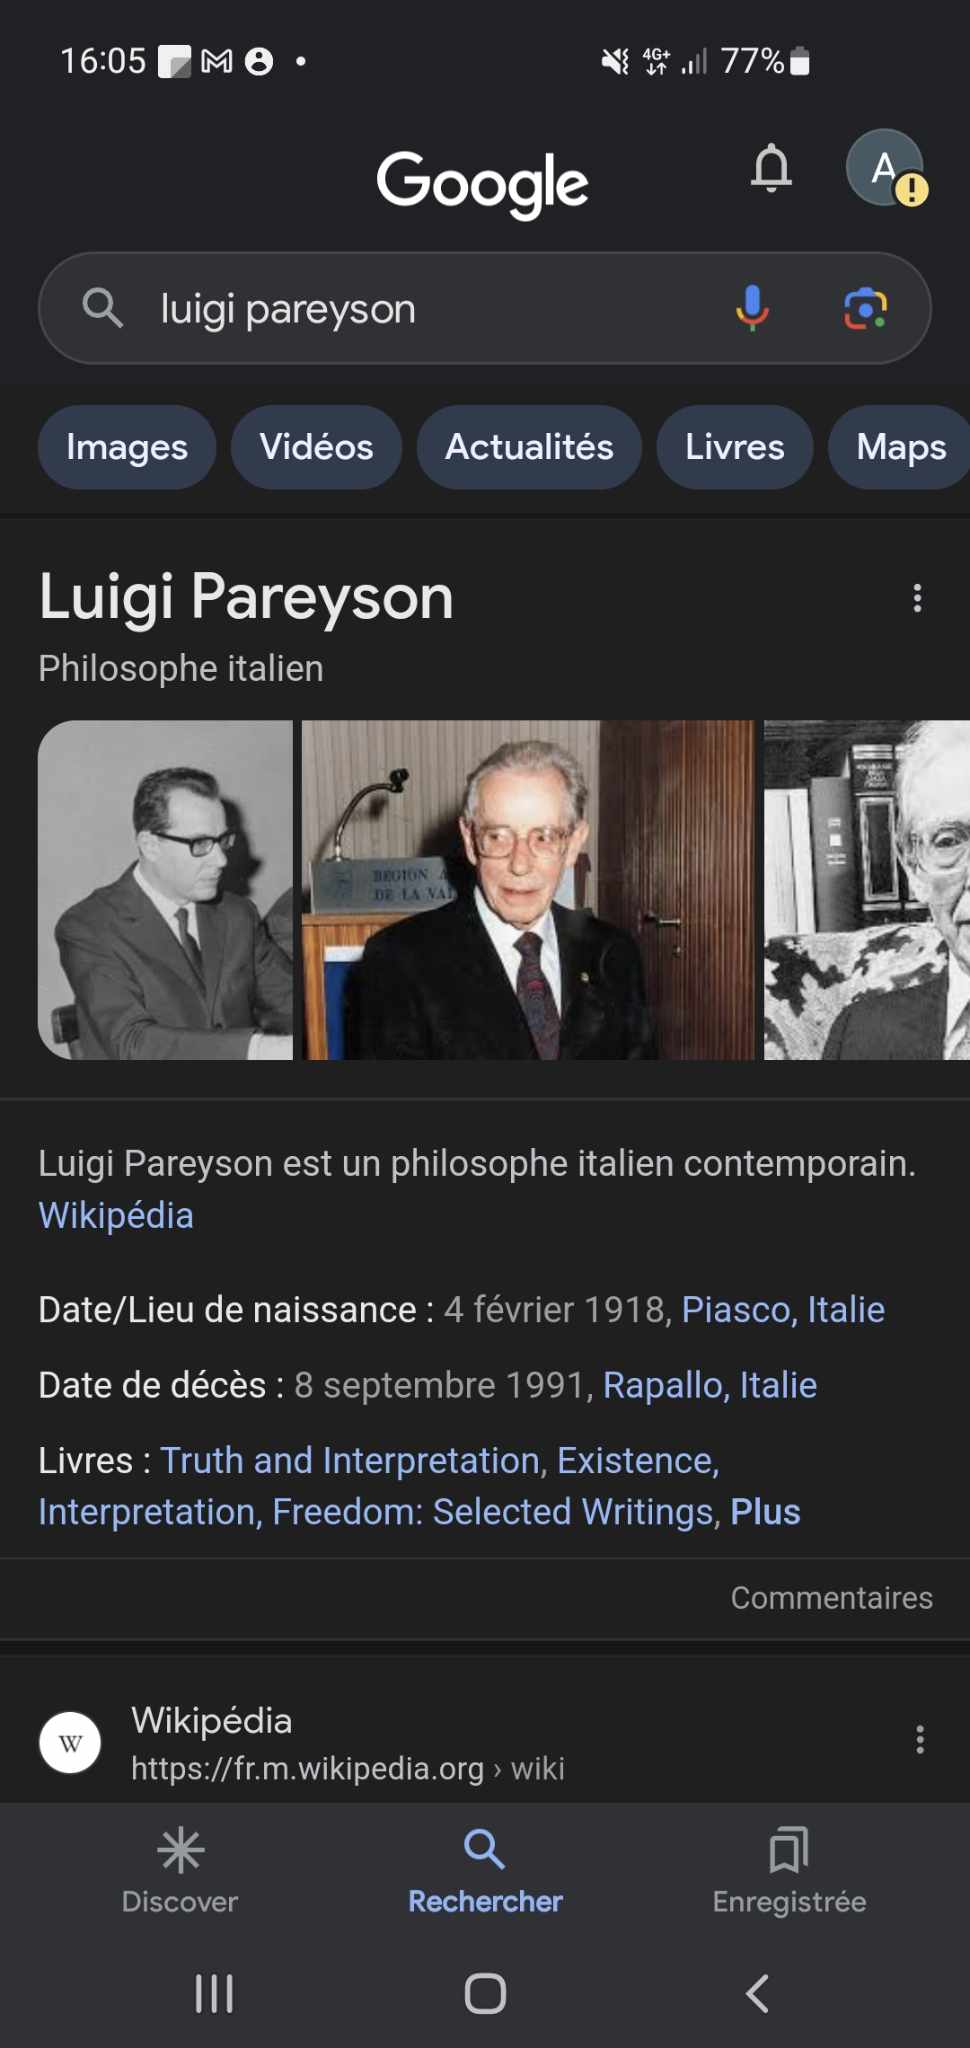 16:05
4G+
77%
Google
A
luigi pareyson
Images
Vidéos
Actualités
Livres
Maps
Luigi Pareyson
Philosophe italien
REGION A
DE LA VAL
Luigi Pareyson est un philosophe italien contemporain.
Wikipédia
Date/Lieu de naissance : 4 février 1918, Piasco, Italie
Date de décès : 8 septembre 1991, Rapallo, Italie
Livres : Truth and Interpretation, Existence,
Interpretation, Freedom: Selected Writings, Plus
Commentaires
W
Wikipédia
https://fr.m.wikipedia.org › wiki
Discover
Rechercher
Enregistrée